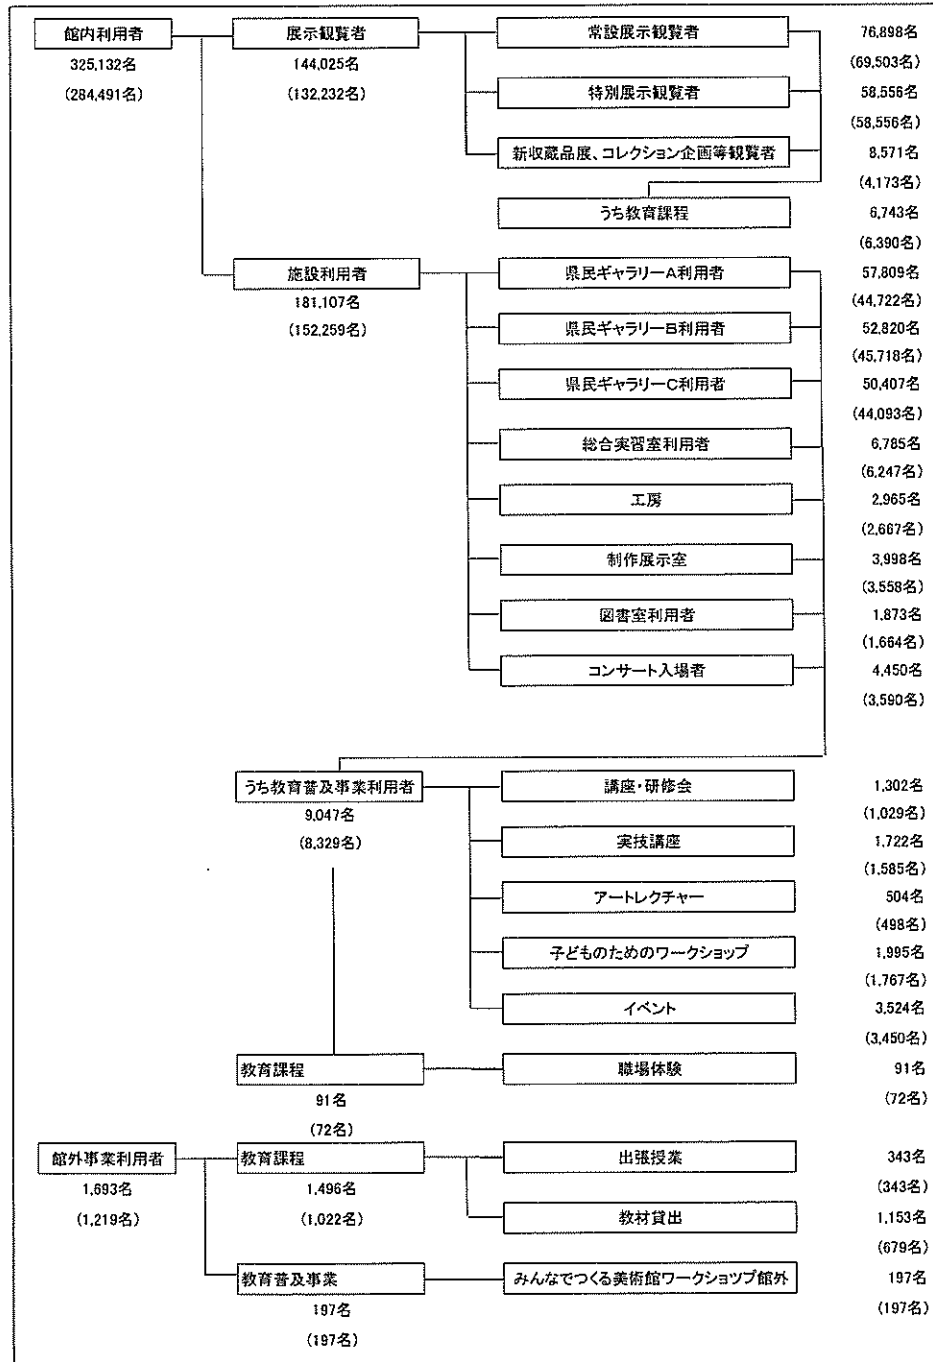 館内利用者 展示観覧者 常設展示観覧者 76,898名
325,132名 144,025名 (69,503名)
(284,491名) (132,232名) 特別展示観覧者 58,556名
(58,556名)
新収蔵品展、コレクション企画等観覧者 8,571名
(4,173名)
うち教育課程 6,743名
(6,390名)
施設利用者 県民ギャラリーA利用者 57,809名
181,107名 (44,722名)
(152,259名) 県民ギャラリーB利用者 52,820名
(45,718名)
県民ギャラリーC利用者 50,407名
(44,093名)
総合実習室利用者 6,785名
(6,247名)
工房 2,965名
(2,667名)
制作展示室 3,998名
(3,558名)
図書室利用者 1,873名
(1,664名)
コンサート入場者 4,450名
(3,590名)
うち教育普及事業利用者 講座・研修会 1,302名
9,047名 (1,029名)
(8,329名) 実技講座 1,722名
(1,585名)
アートレクチャー 504名
(498名)
子どものためのワークショップ 1,995名
(1,767名)
イベント 3,524名
(3,450名)
教育課程 職場体験 91名
91名 (72名)
(72名)
館外事業利用者 教育課程 出張授業 343名
1,693名 1,496名 (343名)
(1,219名) (1,022名) 教材貸出 1,153名
(679名)
教育普及事業 みんなでつくる美術館ワークショツプ館外 197名
197名 (197名)
(197名)